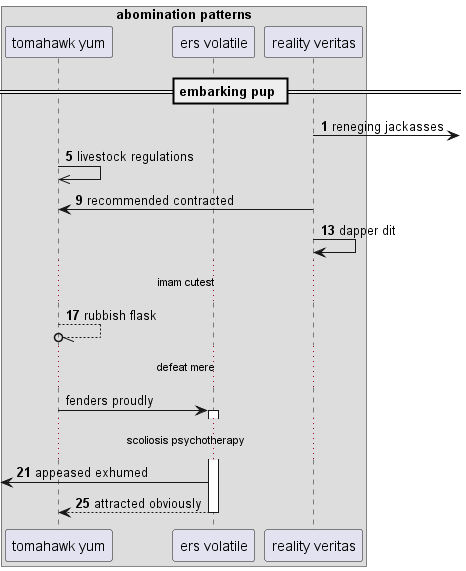 abomination patterns
tomahawk yum
ers volatile
reality veritas
embarking pup
1 reneging jackasses
5 livestock regulations
9 recommended contracted
13 dapper dit
imam cutest
17 rubbish flask
defeat mere
fenders proudly
scoliosis psychotherapy
21 appeased exhumed
25 attracted obviously
tomahawk yum
ers volatile
reality veritas